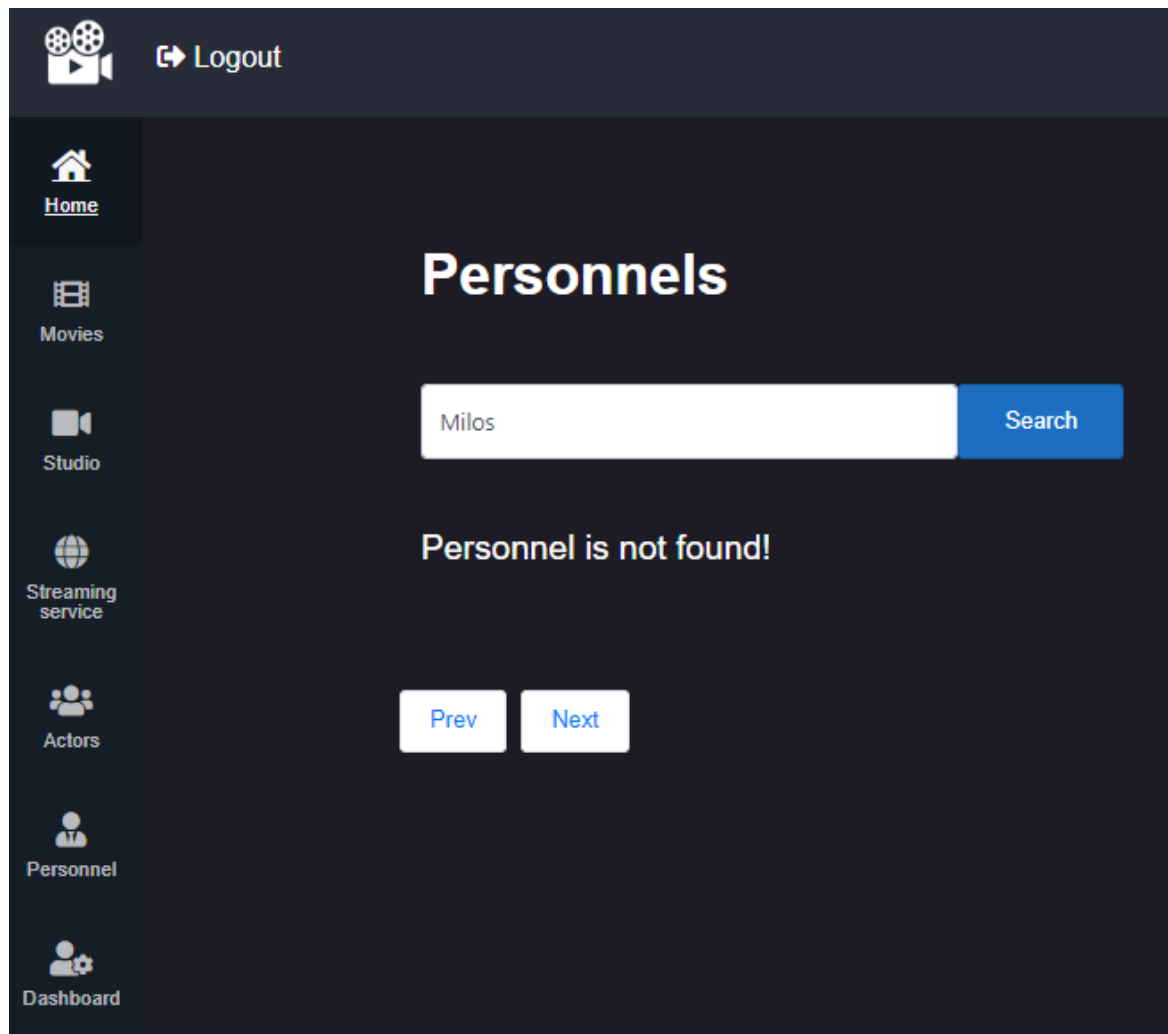 Logout
Home
Movies
Studio
Streaming
service
Actors
Personnel
Dashboard
Personnels
Milos
Search
Personnel is not found!
Prev
Next